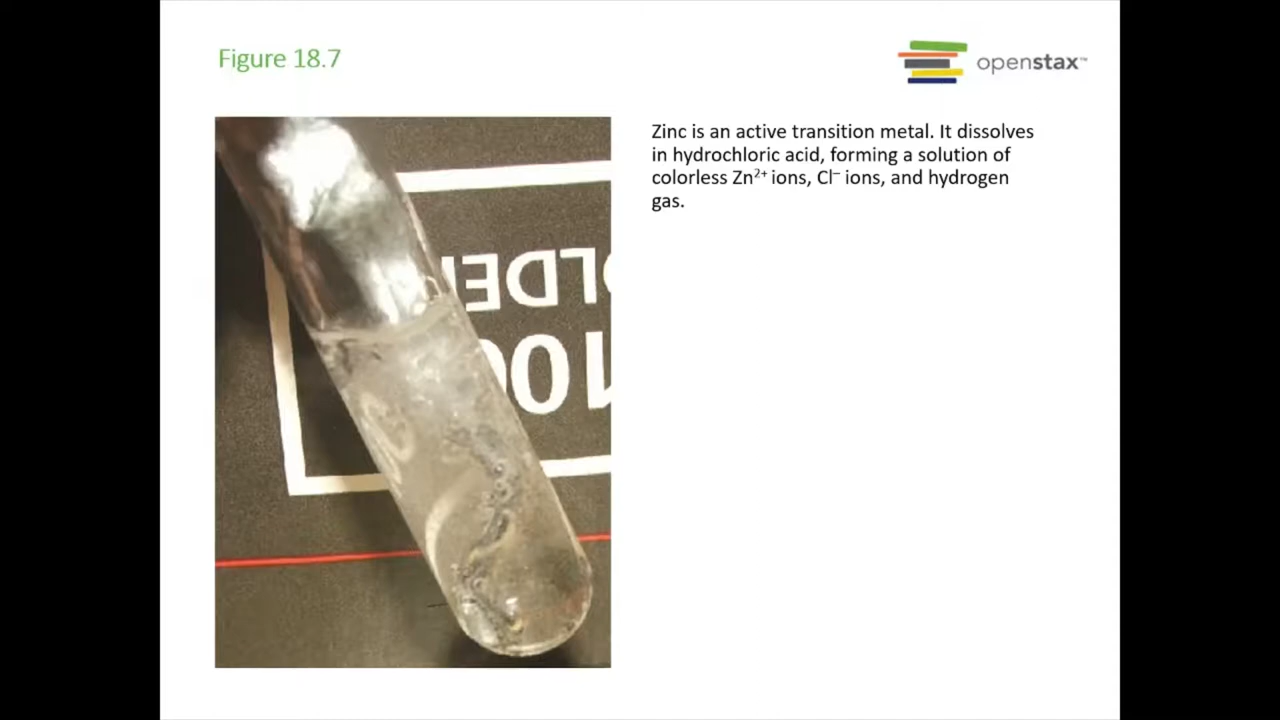 Figure 18.7
openstax™
Zinc is an active transition metal. It dissolves
in hydrochloric acid, forming a solution of
colorless Zn²⁺ ions, Cl⁻ ions, and hydrogen
gas.